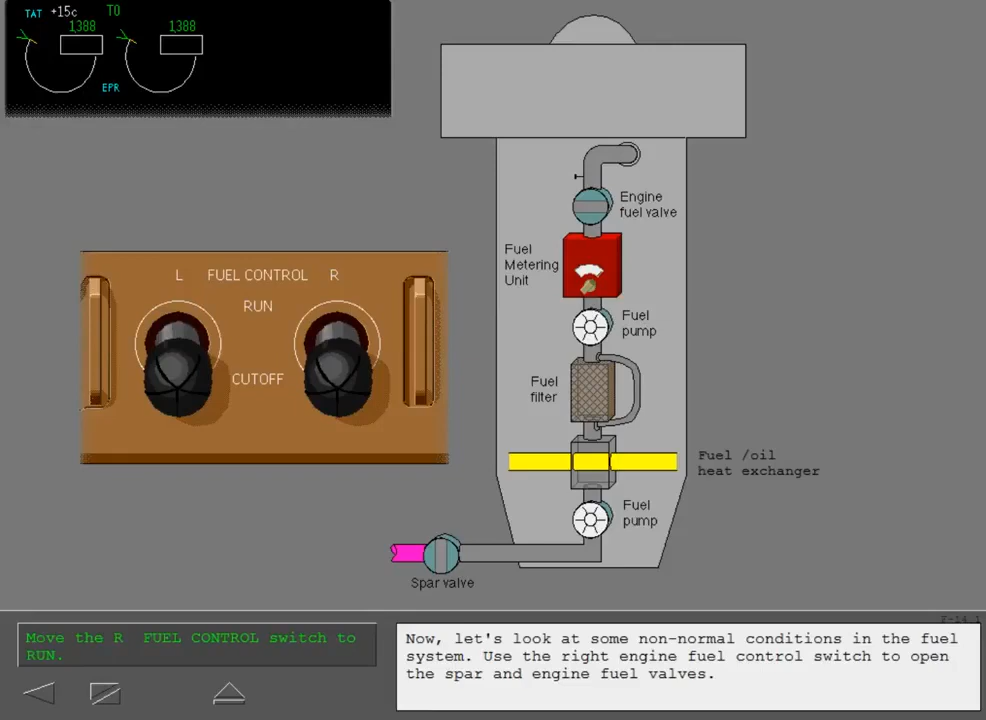 TAT +15c TO
1388 1388
EPR
Engine
fuel valve
Fuel
Metering
Unit
L FUEL CONTROL R
RUN
Fuel
pump
CUTOFF
Fuel
filter
Fuel /oil
heat exchanger
Fuel
pump
Spar valve
Move the R FUEL CONTROL switch to
RUN.
Now, let's look at some non-normal conditions in the fuel
system. Use the right engine fuel control switch to open
the spar and engine fuel valves.